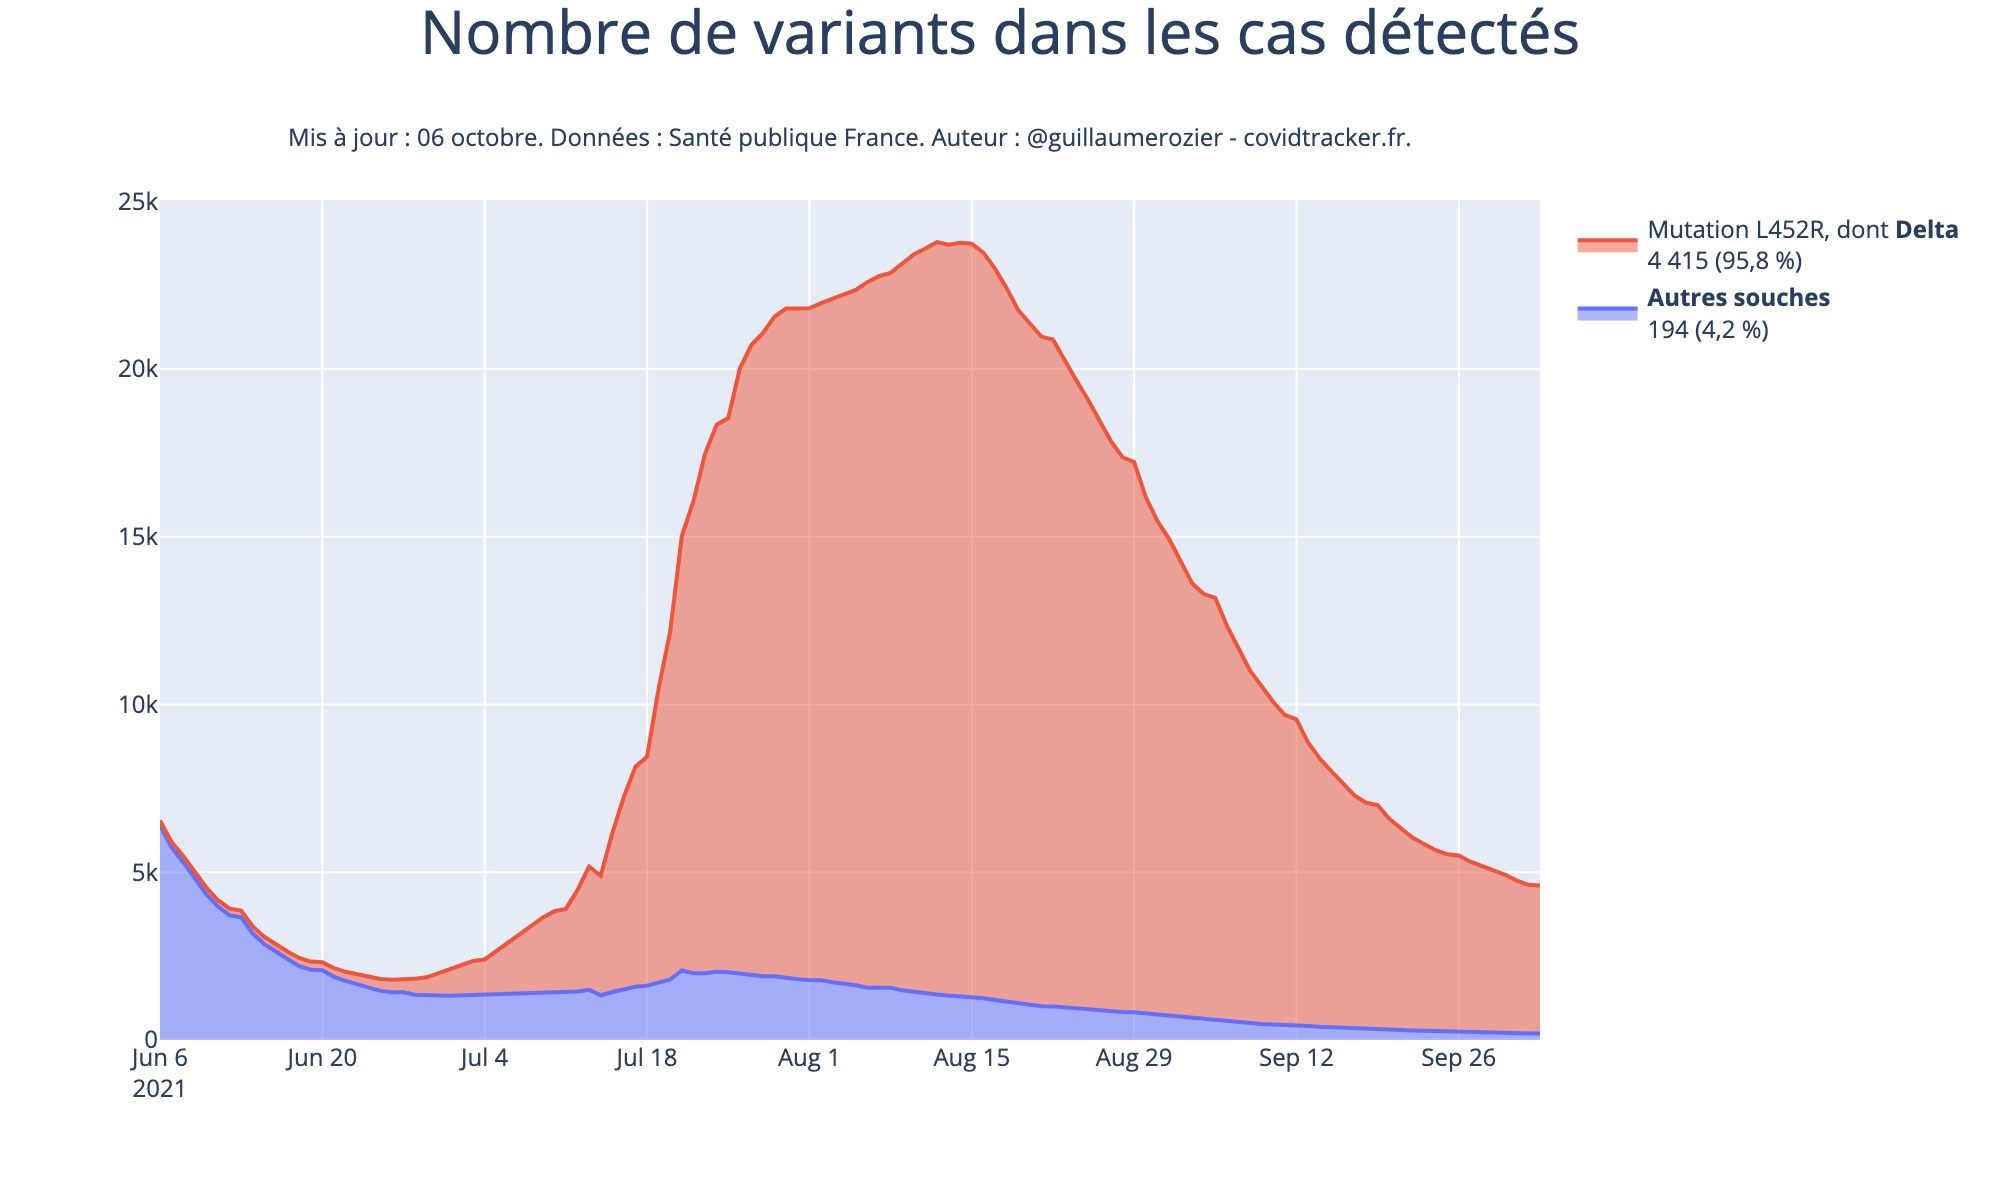 Nombre de variants dans les cas détectés
Mis à jour : 06 octobre. Données : Santé publique France. Auteur : @guillaumerozier - covidtracker.fr.
25k
20k
15k
10k
5k
0
Jun 6
2021
Jun 20
Jul 4
Jul 18
Aug 1
Aug 15
Aug 29
Sep 12
Sep 26
Mutation L452R, dont Delta
4 415 (95,8 %)
Autres souches
194 (4,2 %)